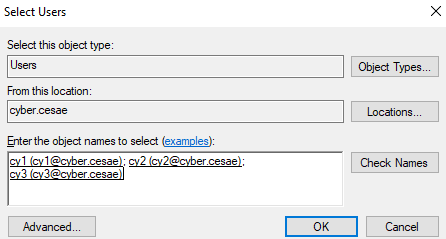 Select Users
Select this object type:
Users
Object Types...
From this location:
cyber.cesae
Locations...
Enter the object names to select (examples):
cy1 (cy1@cyber.cesae); cy2 (cy2@cyber.cesae);
cy3 (cy3@cyber.cesae)
Check Names
Advanced...
OK
Cancel